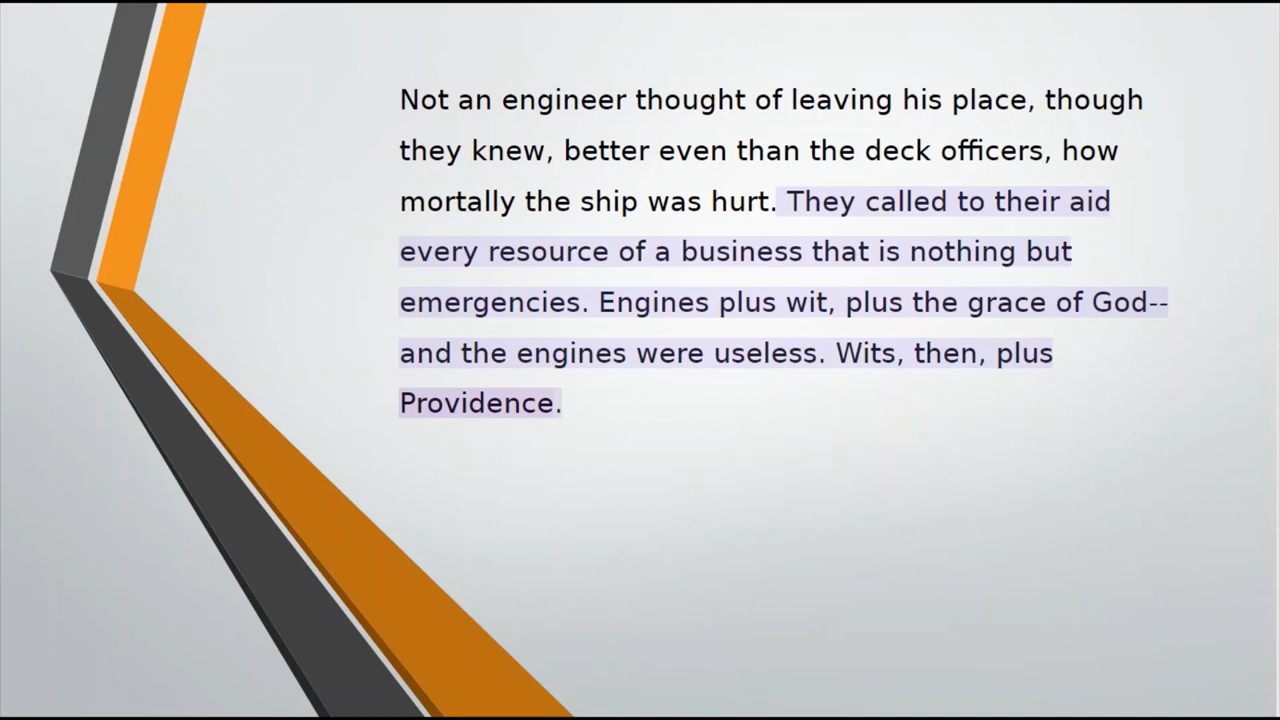 Not an engineer thought of leaving his place, though
they knew, better even than the deck officers, how
mortally the ship was hurt. They called to their aid
every resource of a business that is nothing but
emergencies. Engines plus wit, plus the grace of God--
and the engines were useless. Wits, then, plus
Providence.